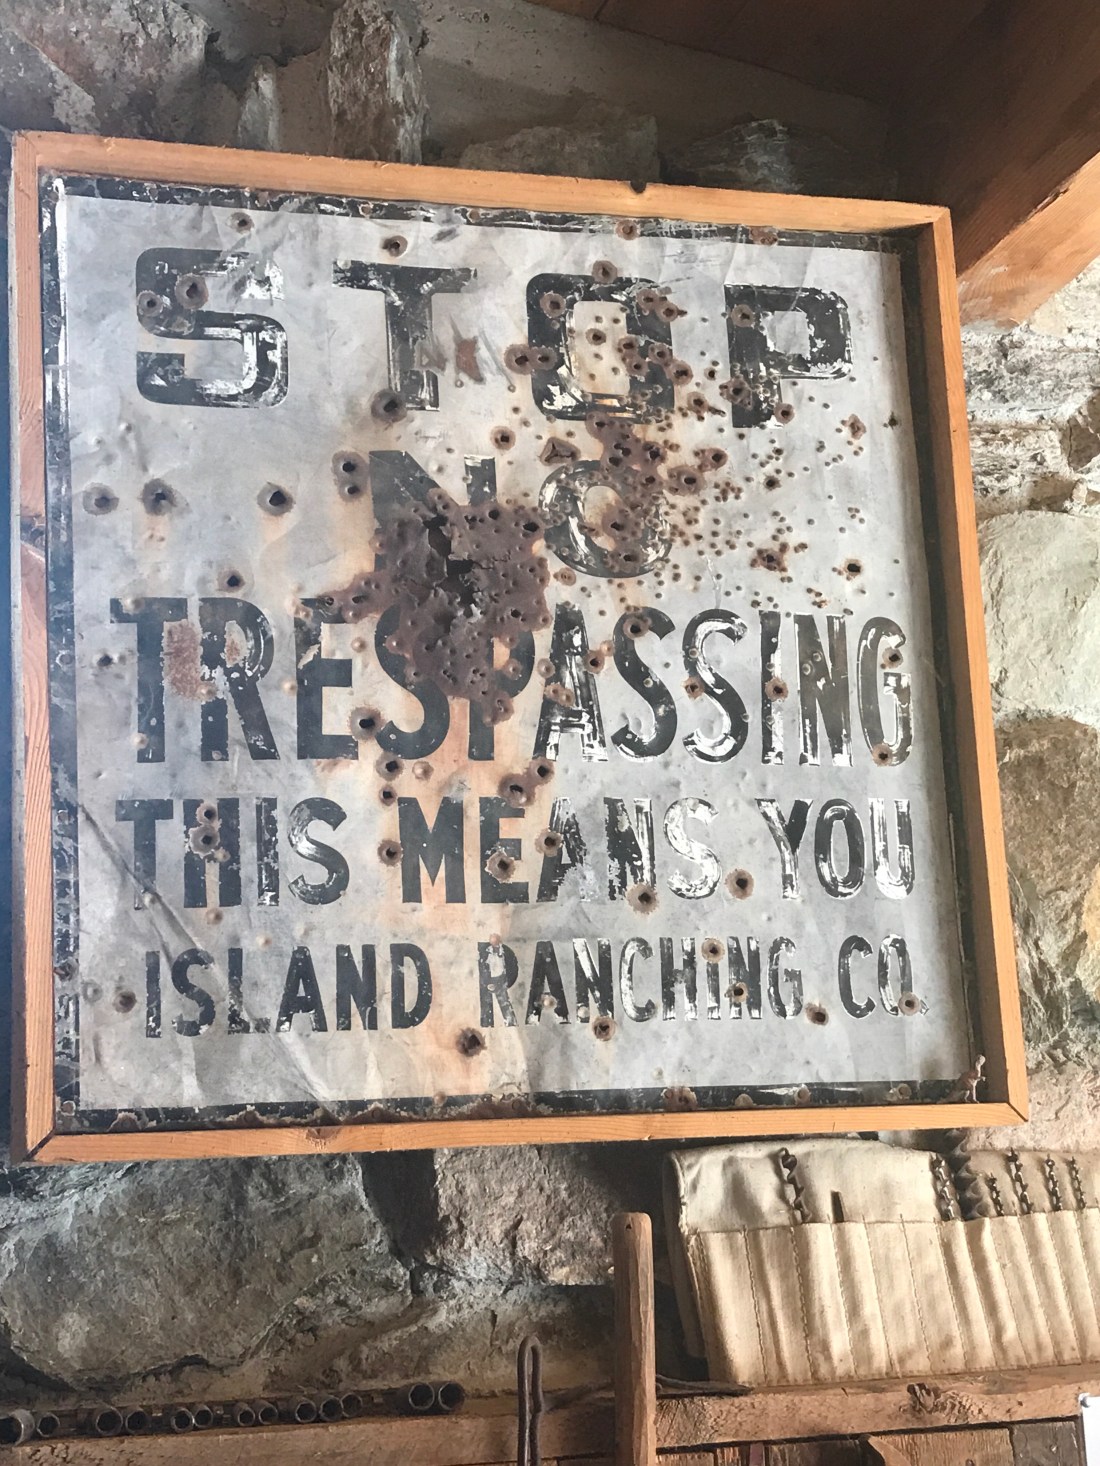 STOP
NO
TRESPASSING
THIS MEANS YOU
ISLAND RANCHING CO.